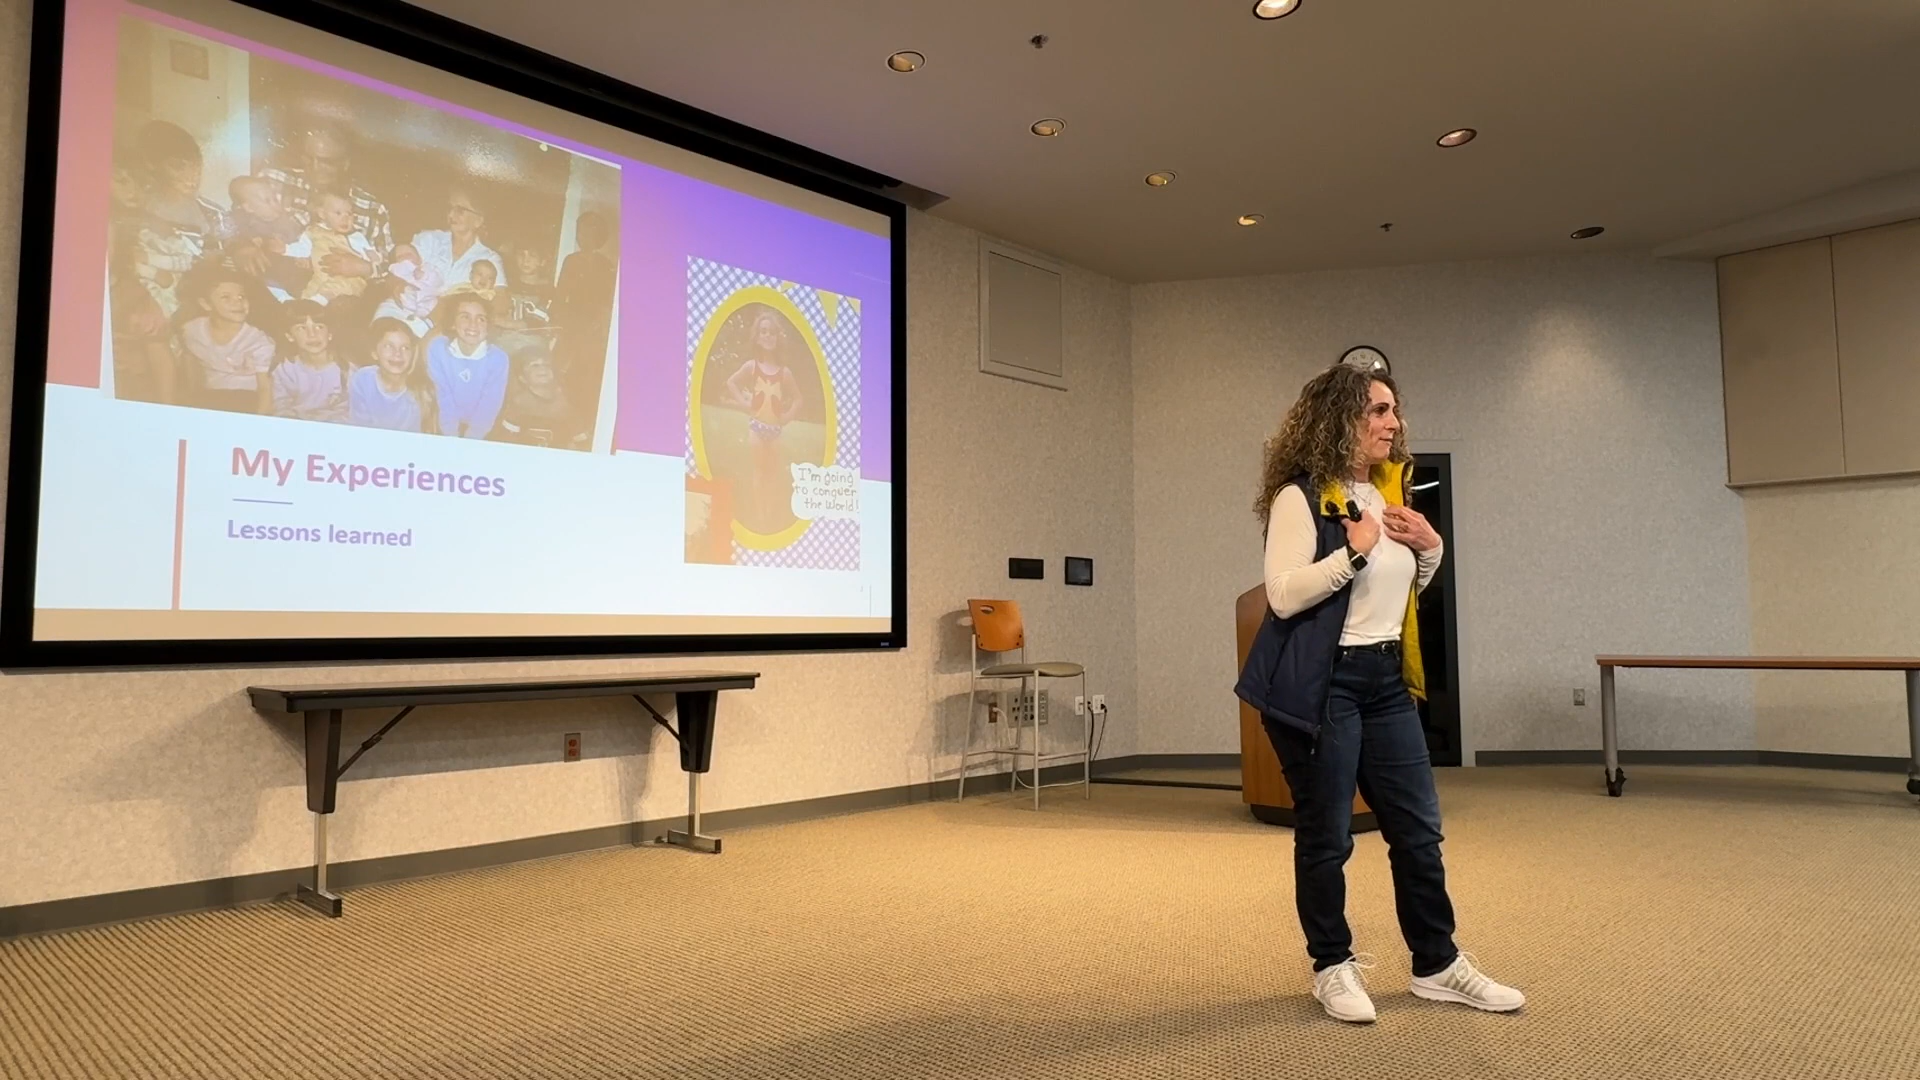 My Experiences
Lessons learned
I'm going
to conquer
the World!